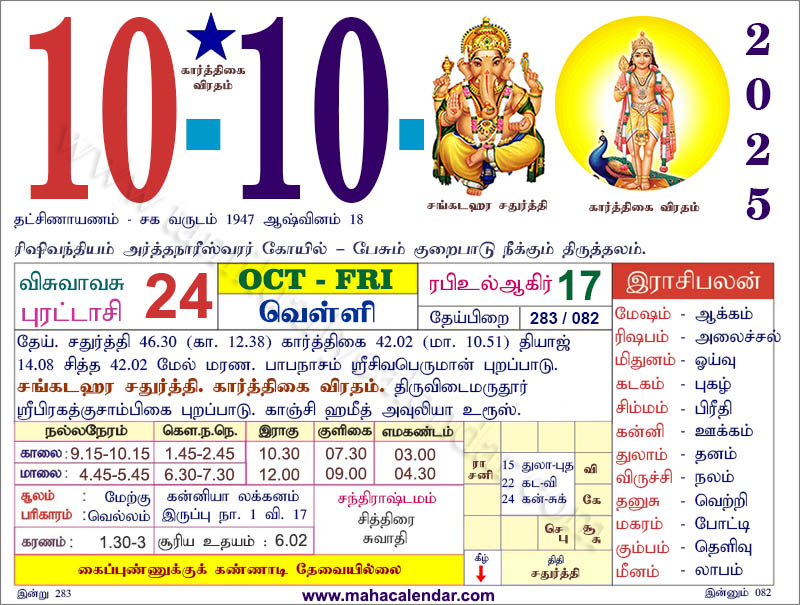 10 - 10 - 2025
கார்த்திகை
விரதம்
சங்கடஹர சதுர்த்தி
கார்த்திகை விரதம்
தட்சிணாயணம் - சக வருடம் 1947 ஆஷ்வினம் 18
ரிஷிவந்தியம் அர்த்தநாரீஸ்வரர் கோயில் – பேசும் குறைபாடு நீக்கும் திருத்தலம்.
விசுவாவசு
புரட்டாசி 24
OCT - FRI
வெள்ளி
ரபிஉல்ஆகிர் 17
தேய்பிறை 283 / 082
தேய். சதுர்த்தி 46.30 (கா. 12.38) கார்த்திகை 42.02 (மா. 10.51) தியாஜ்
14.08 சித்த 42.02 மேல் மரண. பாபநாசம் ஸ்ரீசிவபெருமான் புறப்பாடு.
சங்கடஹர சதுர்த்தி. கார்த்திகை விரதம். திருவிடைமருதூர்
ஸ்ரீபிரகத்குசாம்பிகை புறப்பாடு. காஞ்சி ஹமீத் அவுலியா உரூஸ்.
நல்லநேரம் கௌ.ந.நெ. இராகு குளிகை எமகண்டம்
காலை: 9.15-10.15 1.45-2.45 10.30 07.30 03.00
மாலை: 4.45-5.45 6.30-7.30 12.00 09.00 04.30
சூலம் : மேற்கு
பரிகாரம் : வெல்லம்
கன்னியா லக்கனம்
இருப்பு நா. 1 வி. 17
கரணம்: 1.30-3
சூரிய உதயம் : 6.02
சந்திராஷ்டமம்
சித்திரை
சுவாதி
கைப்புண்ணுக்குக் கண்ணாடி தேவையில்லை
ரா
சனி
15 துலா-புத
22 கட-வி
24 கன்-சுக்
வி
கே
செ
பு
சூ
சு
கீழ்
திதி
சதுர்த்தி
இராசிபலன்
மேஷம் - ஆக்கம்
ரிஷபம் - அலைச்சல்
மிதுனம் - ஓய்வு
கடகம் - புகழ்
சிம்மம் - பிரீதி
கன்னி - ஊக்கம்
துலாம் - தனம்
விருச்சி - நலம்
தனுசு - வெற்றி
மகரம் - போட்டி
கும்பம் - தெளிவு
மீனம் - லாபம்
இன்று 283
www.mahacalendar.com
இன்னும் 082